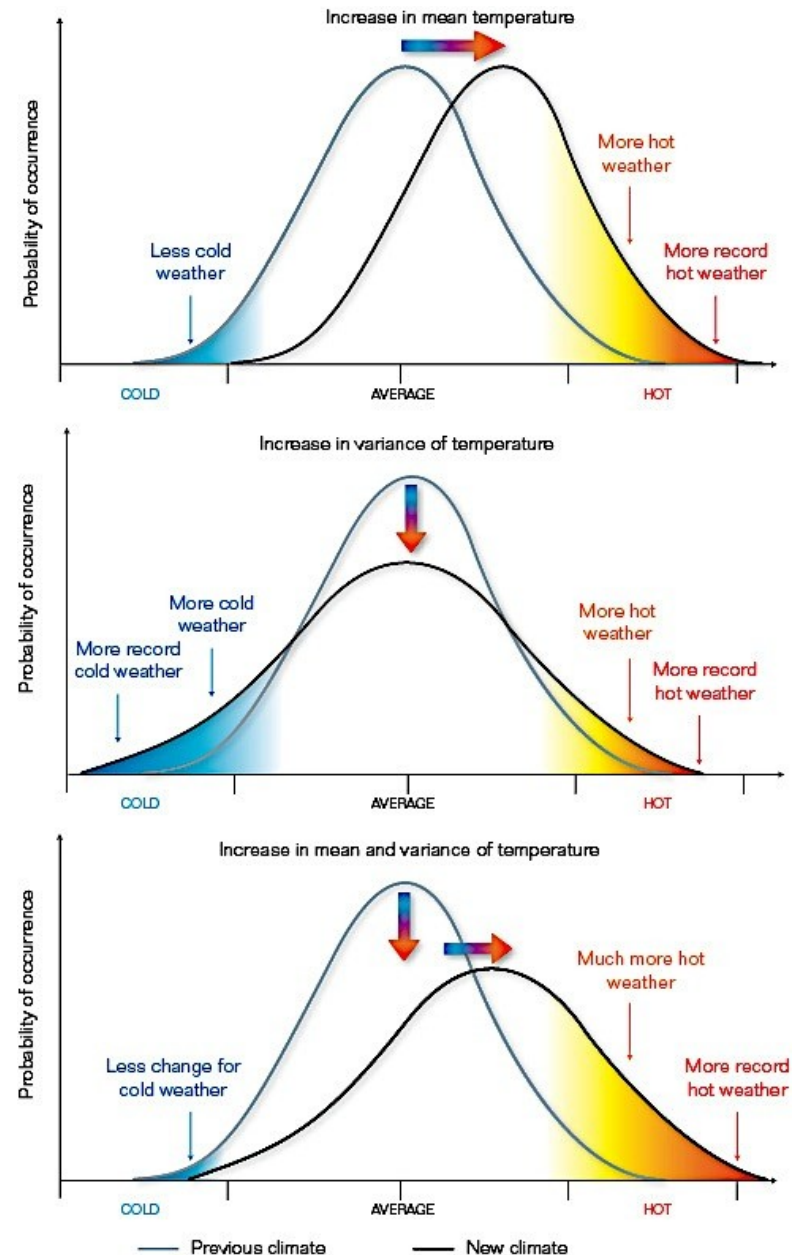 Increase in mean temperature
Probability of occurrence
More hot
weather
Less cold
weather
More record
hot weather
COLD
AVERAGE
HOT
Increase in variance of temperature
Probability of occurrence
More cold
weather
More record
cold weather
More hot
weather
More record
hot weather
COLD
AVERAGE
HOT
Increase in mean and variance of temperature
Probability of occurrence
Much more hot
weather
Less change for
cold weather
More record
hot weather
COLD
AVERAGE
HOT
Previous climate
New climate